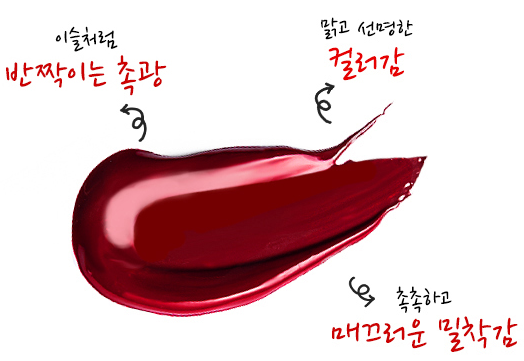 이슬처럼
반짝이는 촉광
맑고 선명한
컬러감
촉촉하고
매끄러운 밀착감